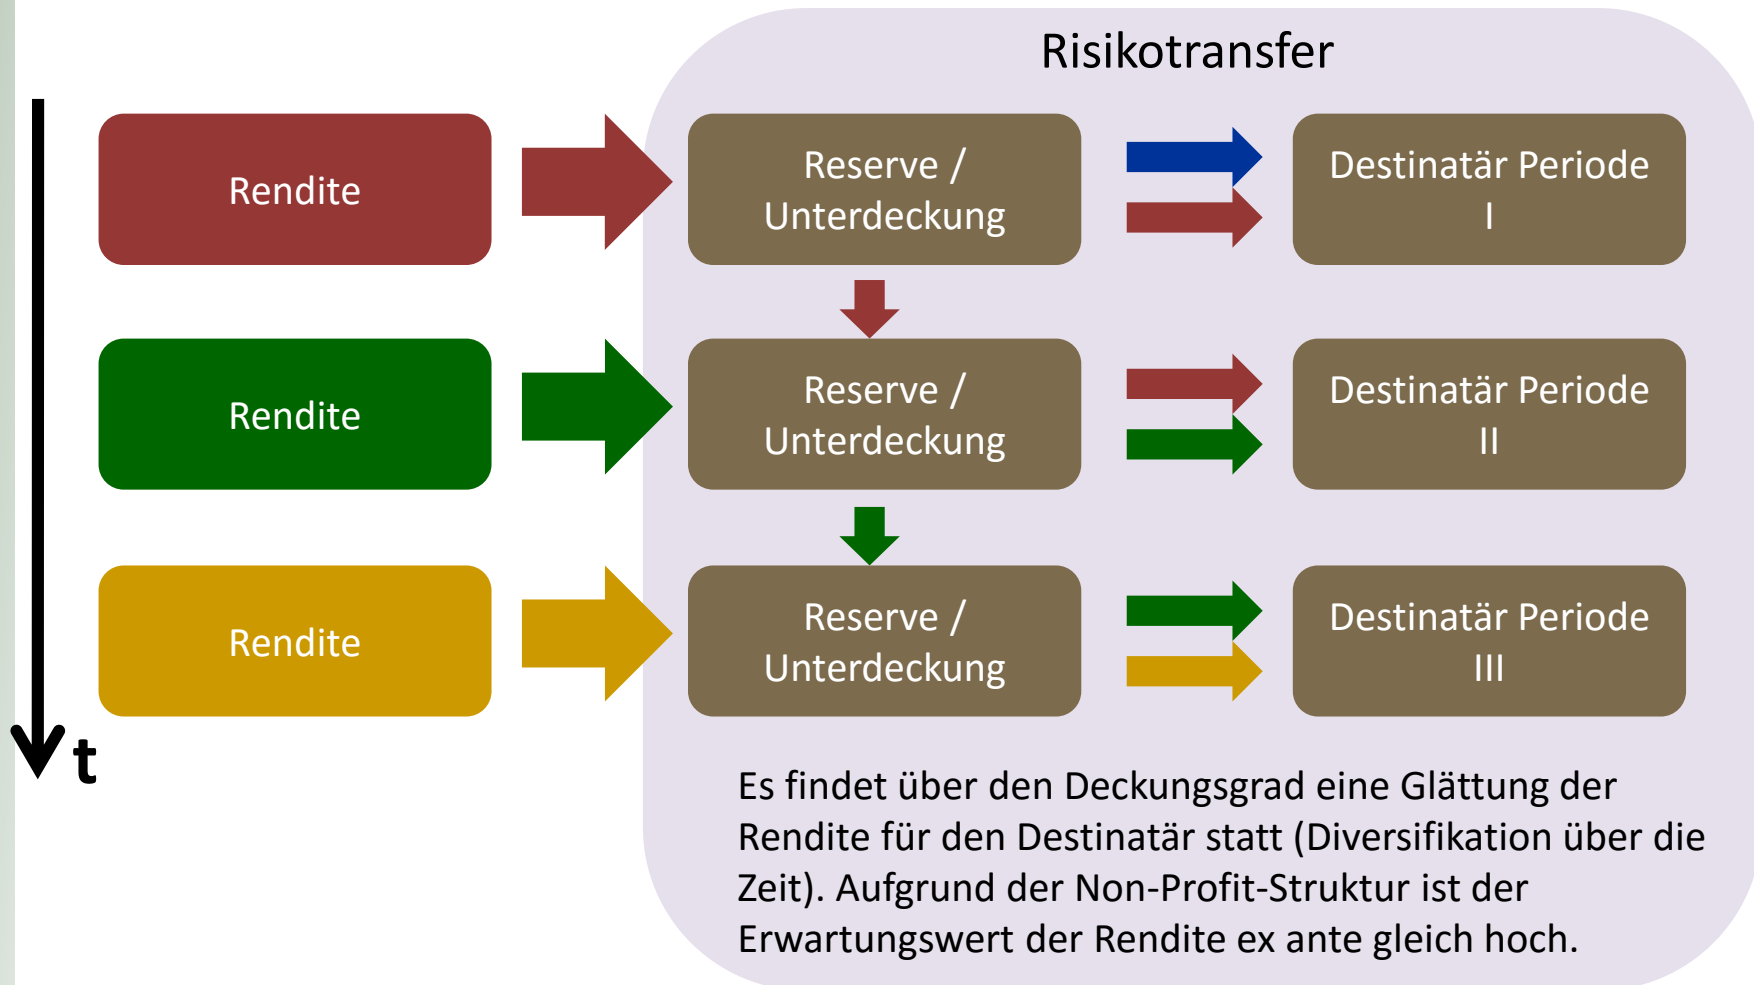 Risikotransfer
Rendite
Reserve /
Unterdeckung
Destinatär Periode
I
Rendite
Reserve /
Unterdeckung
Destinatär Periode
II
Rendite
Reserve /
Unterdeckung
Destinatär Periode
III
t
Es findet über den Deckungsgrad eine Glättung der
Rendite für den Destinatär statt (Diversifikation über die
Zeit). Aufgrund der Non-Profit-Struktur ist der
Erwartungswert der Rendite ex ante gleich hoch.